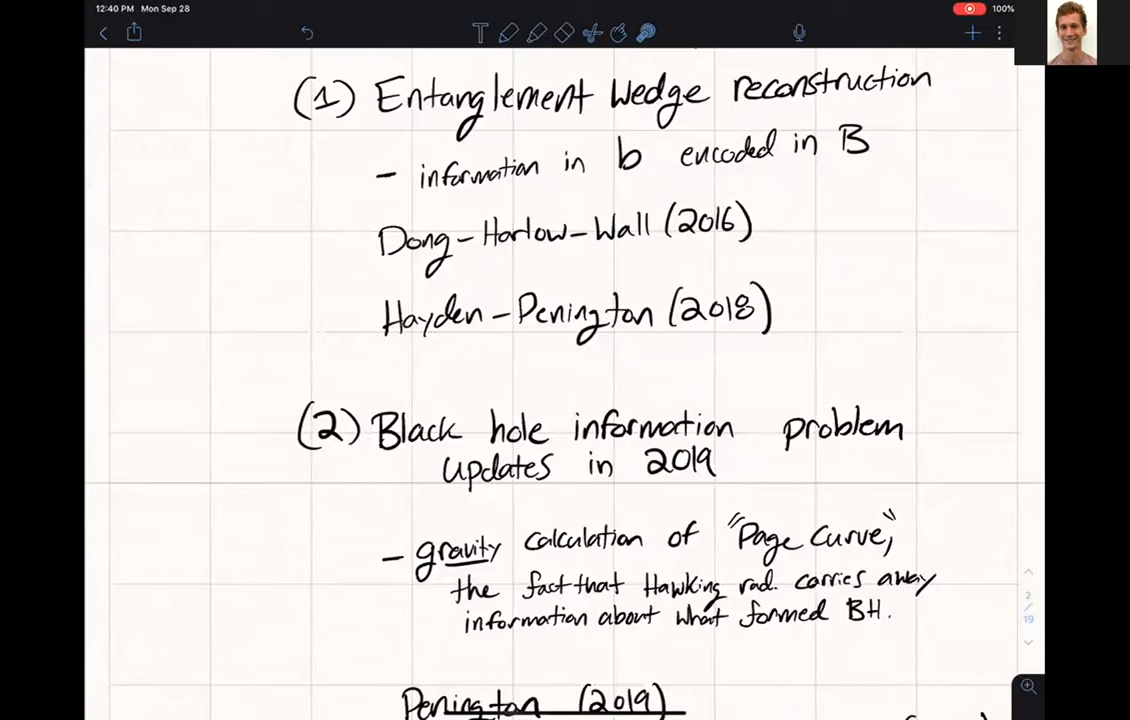 12:40 PM Mon Sep 28
100%
(1) Entanglement Wedge reconstruction
- information in b encoded in B
Dong-Harlow-Wall (2016)
Hayden-Penington (2018)
(2) Black hole information problem
updates in 2019
- gravity calculation of "Page Curve,"
the fact that Hawking rad. carries away
information about what formed BH.
2
/
19
Penington (2019)